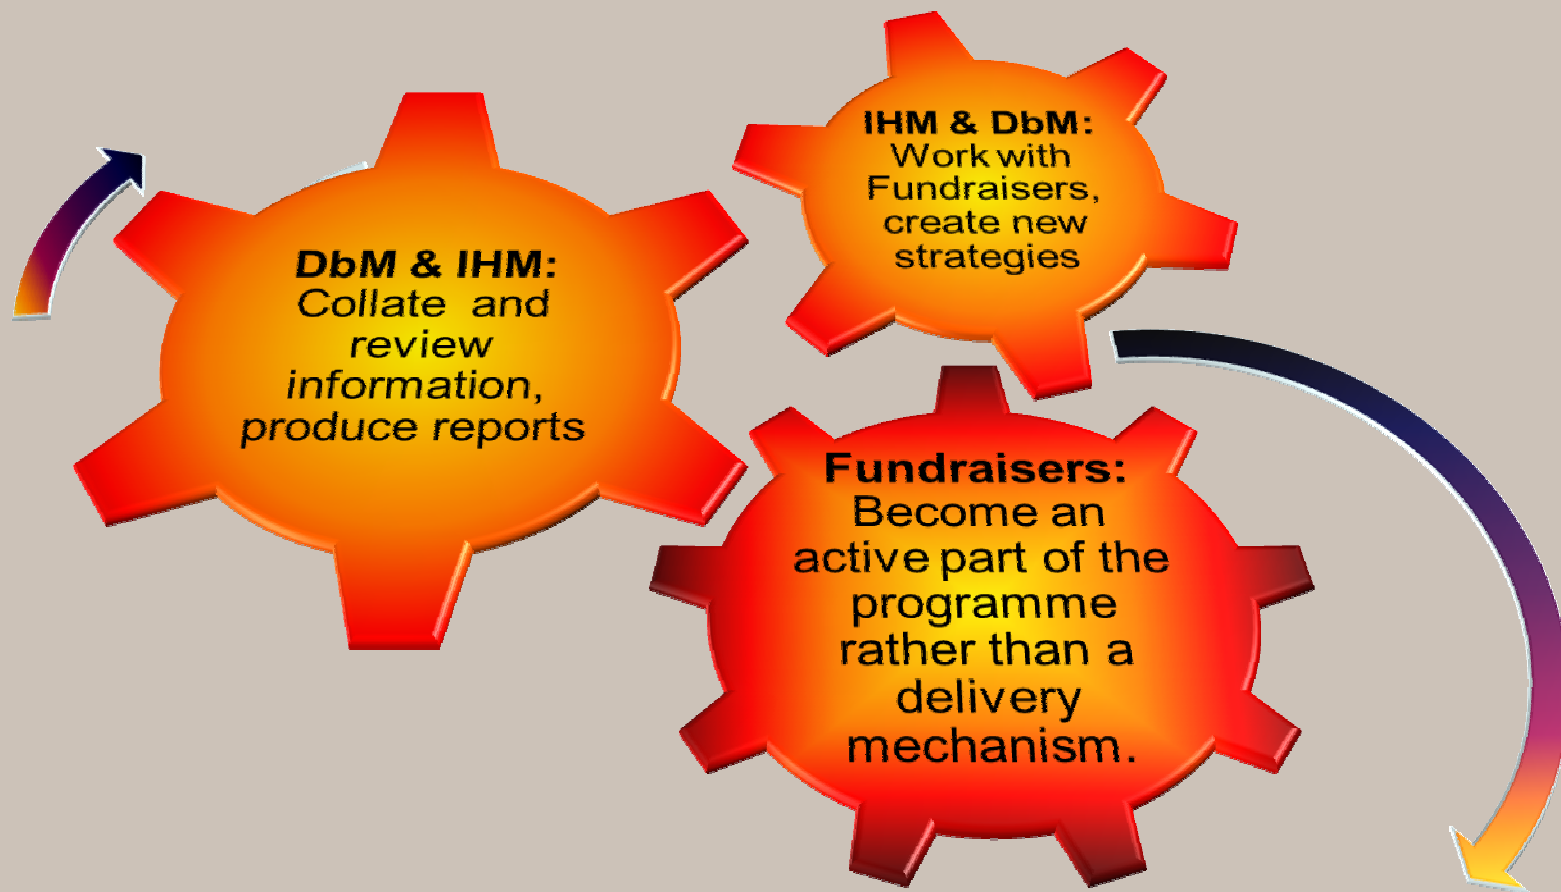 DbM & IHM:
Collate and
review
information,
produce reports
IHM & DbM:
Work with
Fundraisers,
create new
strategies
Fundraisers:
Become an
active part of the
programme
rather than a
delivery
mechanism.